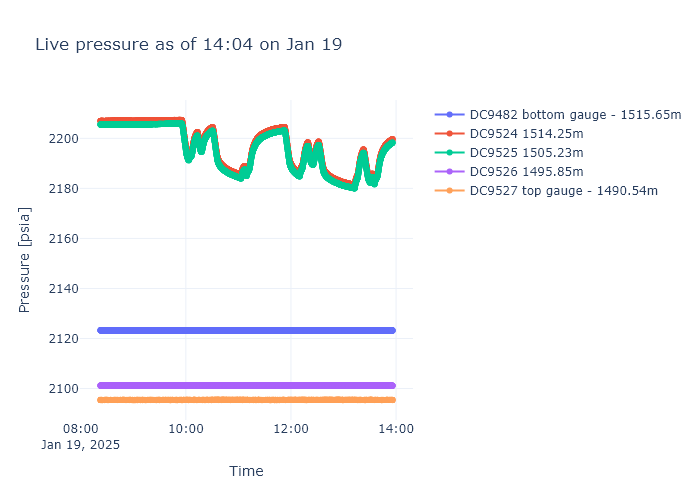 Live pressure as of 14:04 on Jan 19
DC9482 bottom gauge - 1515.65m
DC9524 1514.25m
DC9525 1505.23m
DC9526 1495.85m
DC9527 top gauge - 1490.54m
Pressure [psia]
2200
2180
2160
2140
2120
2100
08:00
Jan 19, 2025
10:00
12:00
14:00
Time